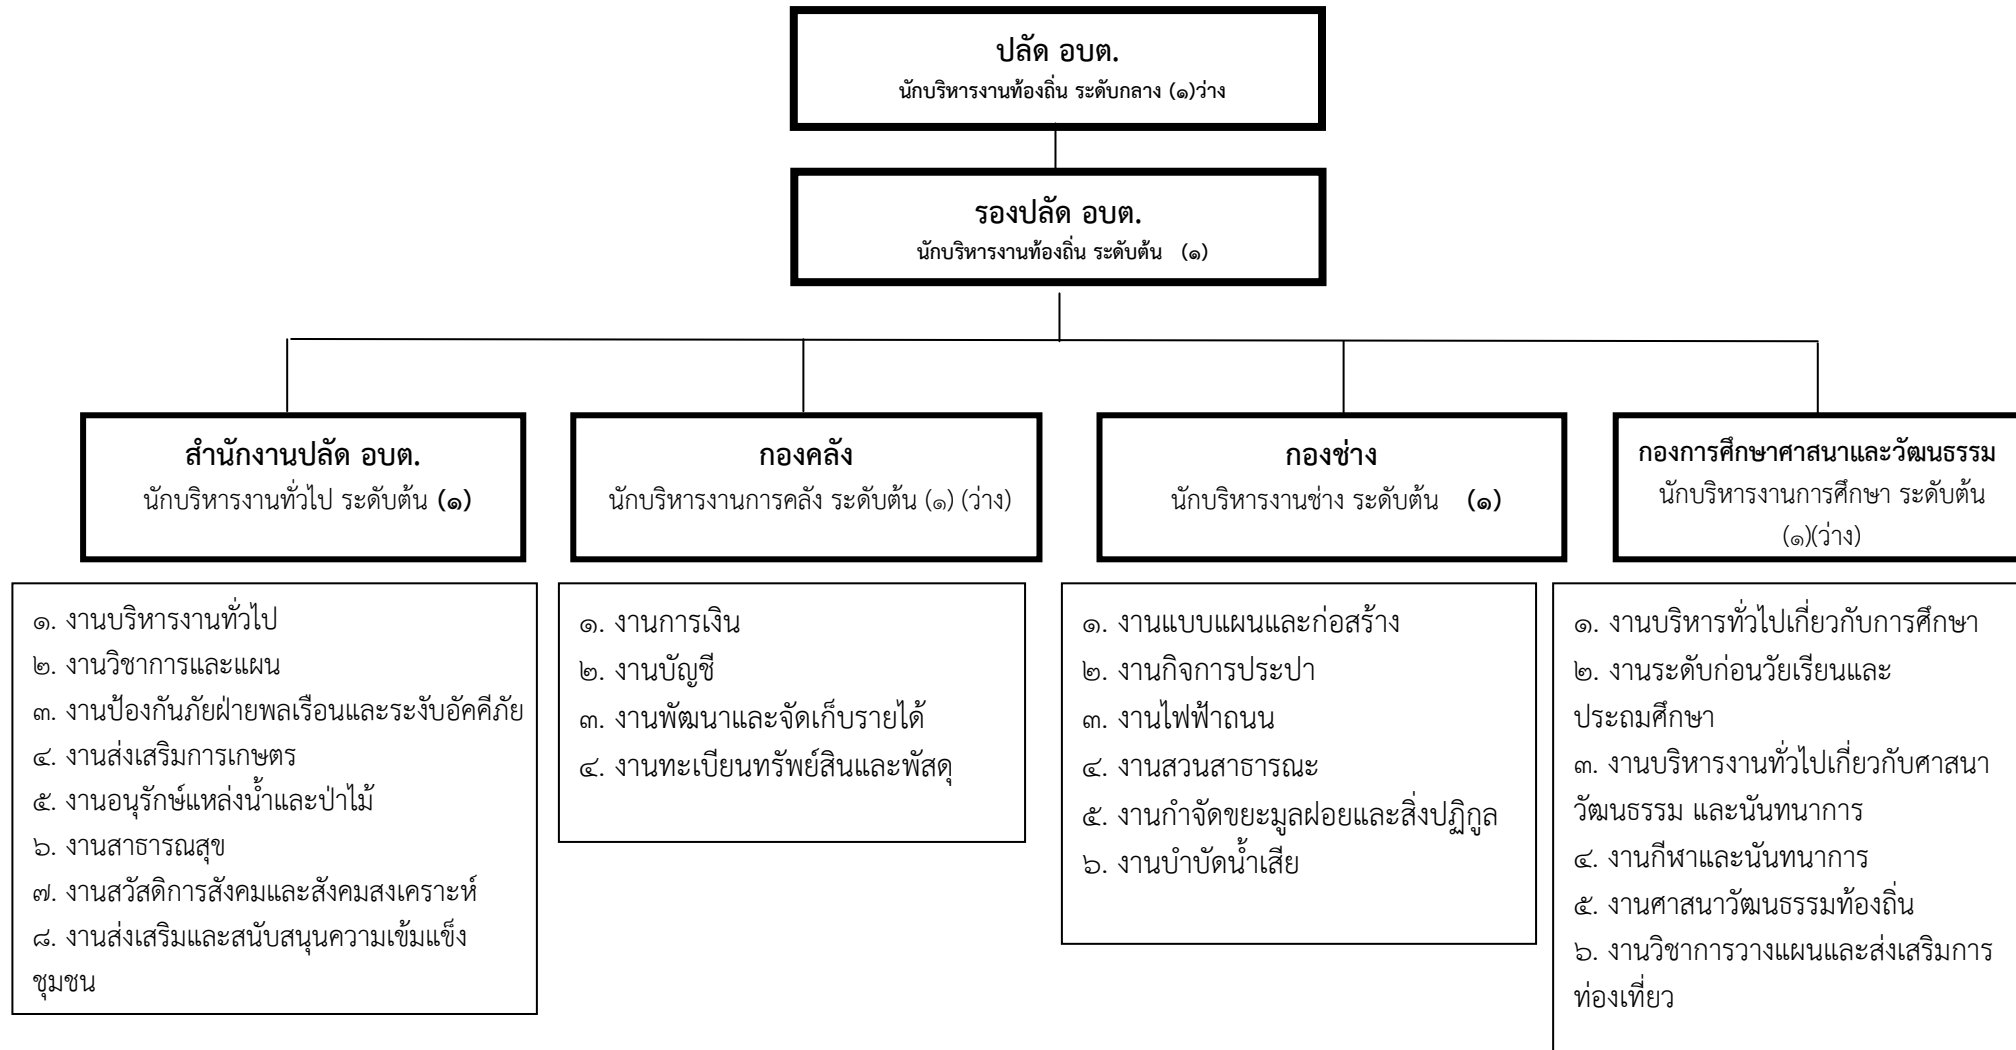 ปลัด อบต.
นักบริหารงานท้องถิ่น ระดับกลาง (๑)ว่าง
รองปลัด อบต.
นักบริหารงานท้องถิ่น ระดับต้น (๑)
สำนักงานปลัด อบต.
นักบริหารงานทั่วไป ระดับต้น (๑)
กองคลัง
นักบริหารงานการคลัง ระดับต้น (๑) (ว่าง)
กองช่าง
นักบริหารงานช่าง ระดับต้น (๑)
กองการศึกษาศาสนาและวัฒนธรรม
นักบริหารงานการศึกษา ระดับต้น
(๑)(ว่าง)
๑. งานบริหารงานทั่วไป
๒. งานวิชาการและแผน
๓. งานป้องกันภัยฝ่ายพลเรือนและระงับอัคคีภัย
๔. งานส่งเสริมการเกษตร
๕. งานอนุรักษ์แหล่งน้ำและป่าไม้
๖. งานสาธารณสุข
๗. งานสวัสดิการสังคมและสังคมสงเคราะห์
๘. งานส่งเสริมและสนับสนุนความเข้มแข็ง
ชุมชน
๑. งานการเงิน
๒. งานบัญชี
๓. งานพัฒนาและจัดเก็บรายได้
๔. งานทะเบียนทรัพย์สินและพัสดุ
๑. งานแบบแผนและก่อสร้าง
๒. งานกิจการประปา
๓. งานไฟฟ้าถนน
๔. งานสวนสาธารณะ
๕. งานกำจัดขยะมูลฝอยและสิ่งปฏิกูล
๖. งานบำบัดน้ำเสีย
๑. งานบริหารทั่วไปเกี่ยวกับการศึกษา
๒. งานระดับก่อนวัยเรียนและ
ประถมศึกษา
๓. งานบริหารงานทั่วไปเกี่ยวกับศาสนา
วัฒนธรรม และนันทนาการ
๔. งานกีฬาและนันทนาการ
๕. งานศาสนาวัฒนธรรมท้องถิ่น
๖. งานวิชาการวางแผนและส่งเสริมการ
ท่องเที่ยว